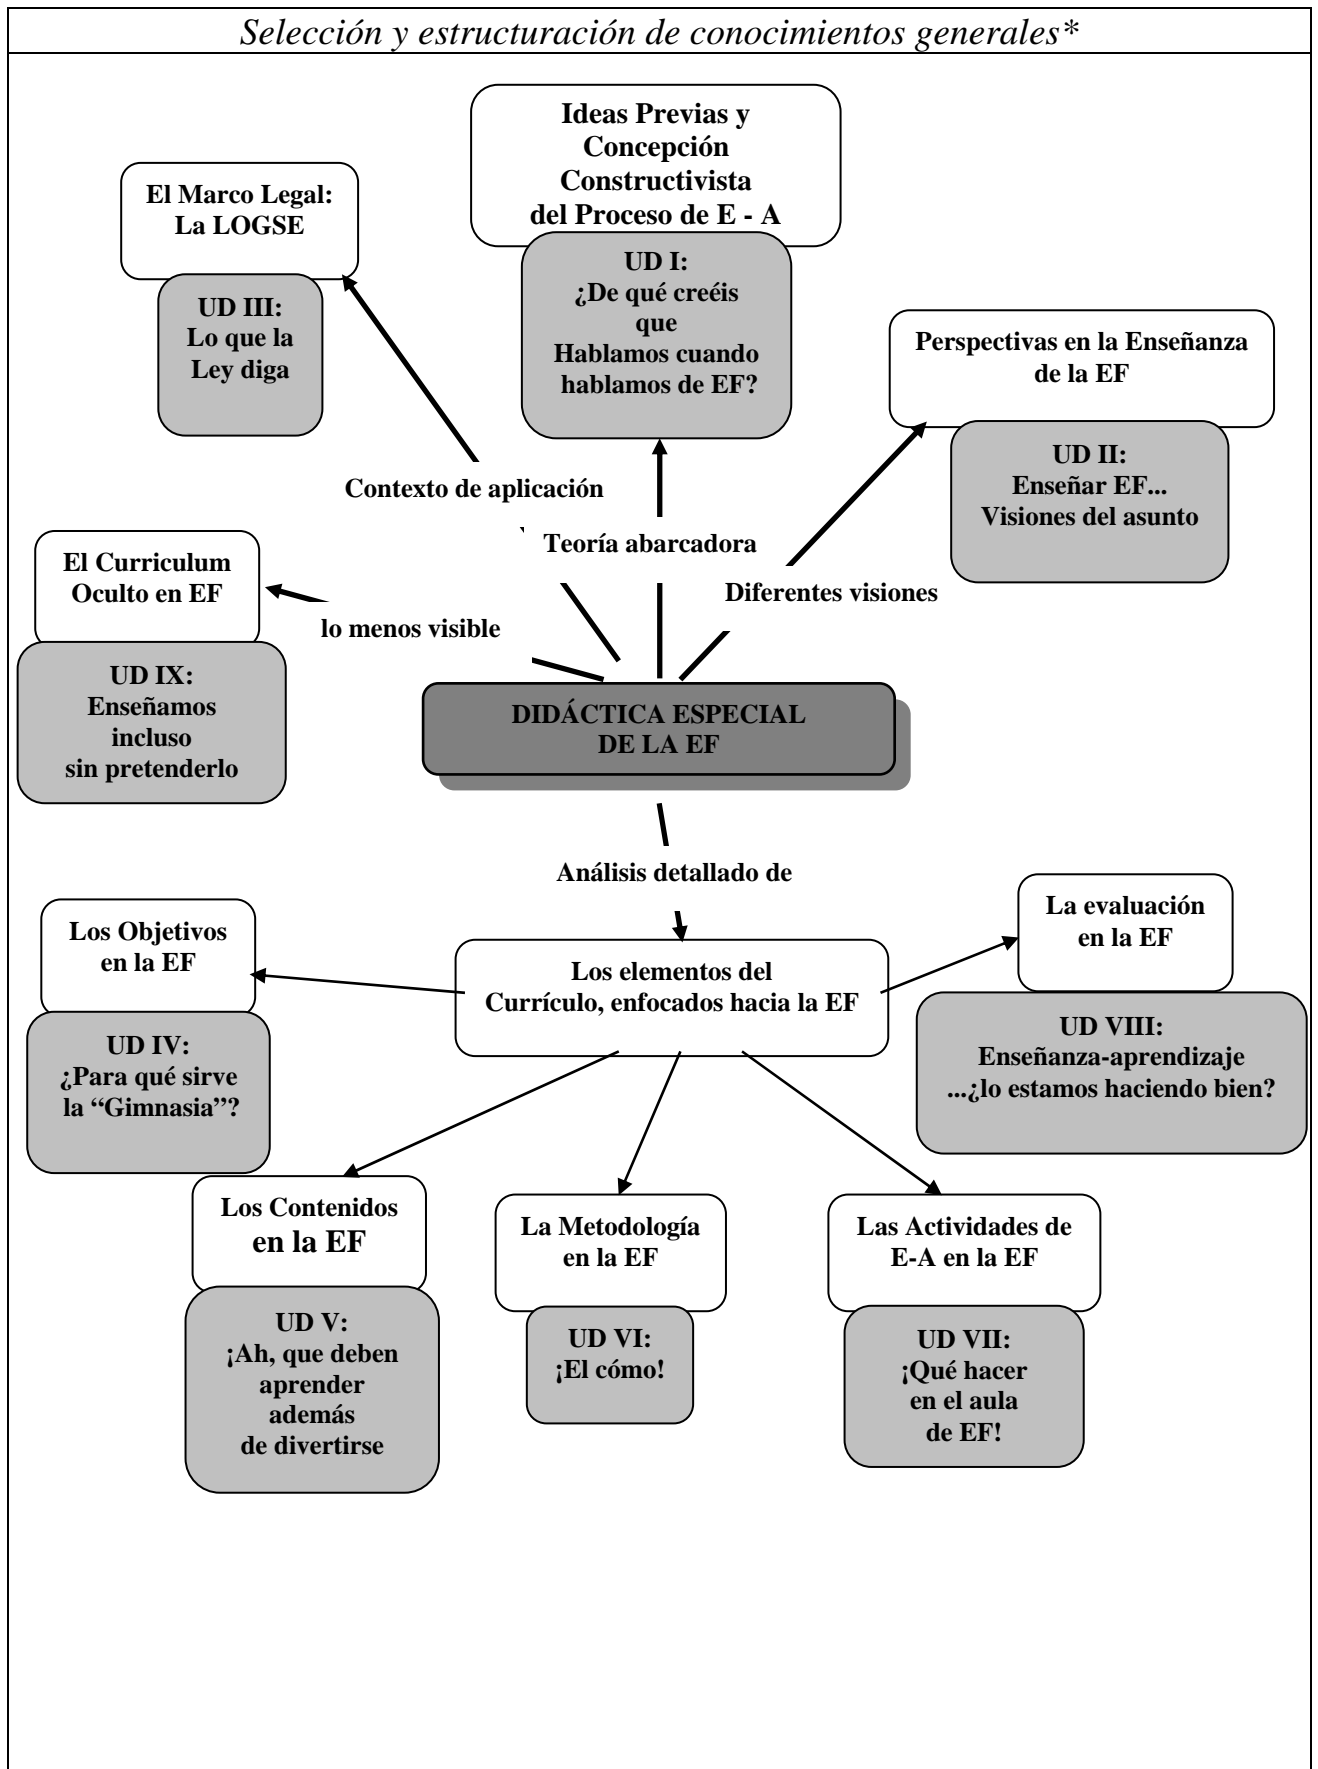 Selección y estructuración de conocimientos generales*
Ideas Previas y
Concepción
Constructivista
del Proceso de E - A
UD I:
¿De qué creéis
que
Hablamos cuando
hablamos de EF?
El Marco Legal:
La LOGSE
UD III:
Lo que la
Ley diga
Perspectivas en la Enseñanza
de la EF
UD II:
Enseñar EF...
Visiones del asunto
Contexto de aplicación
Teoría abarcadora
Diferentes visiones
El Curriculum
Oculto en EF
lo menos visible
UD IX:
Enseñamos
incluso
sin pretenderlo
DIDÁCTICA ESPECIAL
DE LA EF
Análisis detallado de
Los Objetivos
en la EF
UD IV:
¿Para qué sirve
la “Gimnasia”?
Los elementos del
Currículo, enfocados hacia la EF
La evaluación
en la EF
UD VIII:
Enseñanza-aprendizaje
...¿lo estamos haciendo bien?
Los Contenidos
en la EF
UD V:
¡Ah, que deben
aprender
además
de divertirse
La Metodología
en la EF
UD VI:
¡El cómo!
Las Actividades de
E-A en la EF
UD VII:
¡Qué hacer
en el aula
de EF!